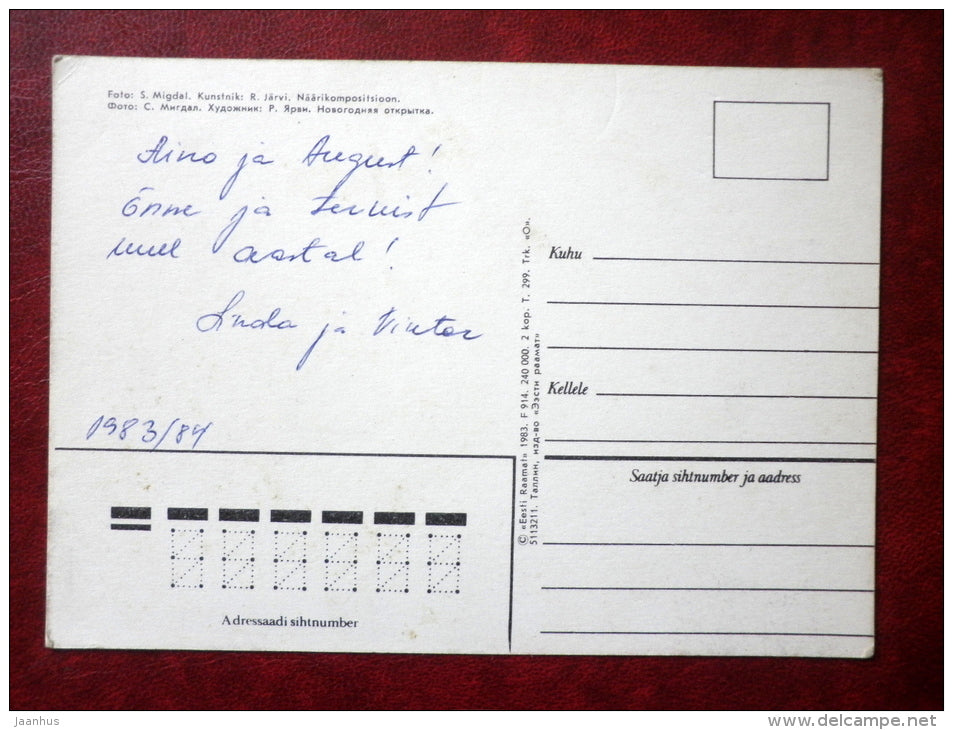 Foto: S. Migdal. Kunstnik: R. Järvi. Näärikompositsioon.
Фото: С. Мигдал. Художник: Р. Ярви. Новогодняя открытка.
Aino ja August!
Õnne ja tervist
uuel aastal!
Linda ja Viktor
1983/84
Adressaadi sihtnumber
© «Eesti Raamat» 1983. F 914. 240 000. 2 kop. T. 299. Trk. «O».
5113211. Таллин, изд-во «Ээсти раамат»
Kuhu
Kellele
Saatja sihtnumber ja aadress
Jaanhus
www.delcampe.net